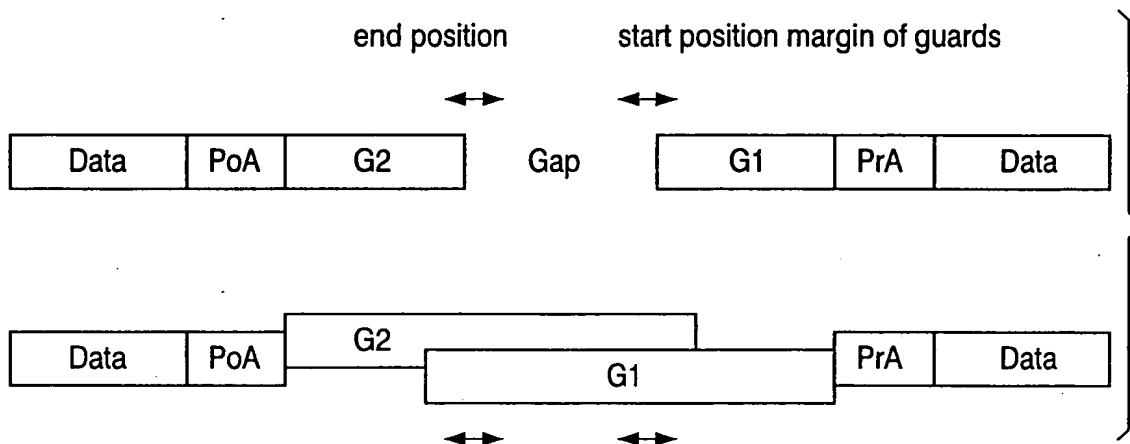 end position start position margin of guards
Data PoA G2 Gap G1 PrA Data
G2
Data PoA PrA Data
G1